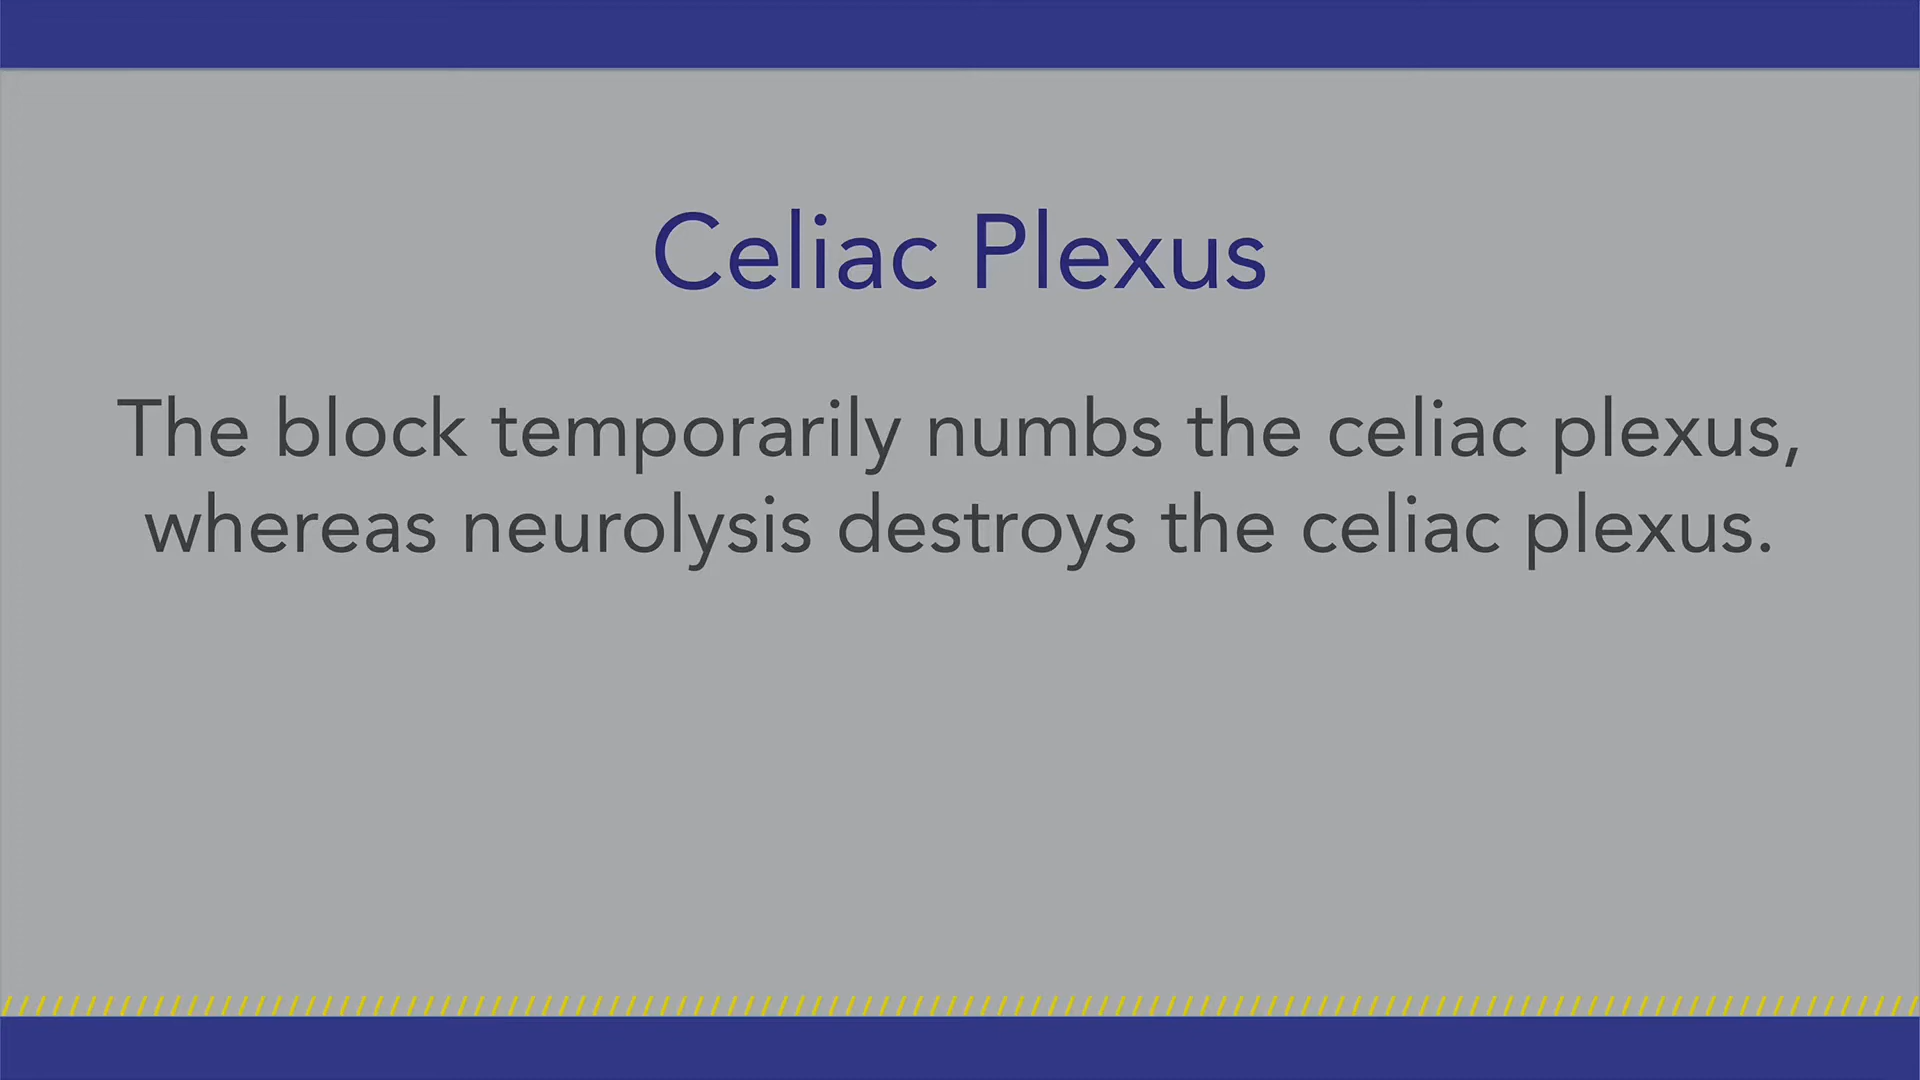 Celiac Plexus
The block temporarily numbs the celiac plexus,
whereas neurolysis destroys the celiac plexus.